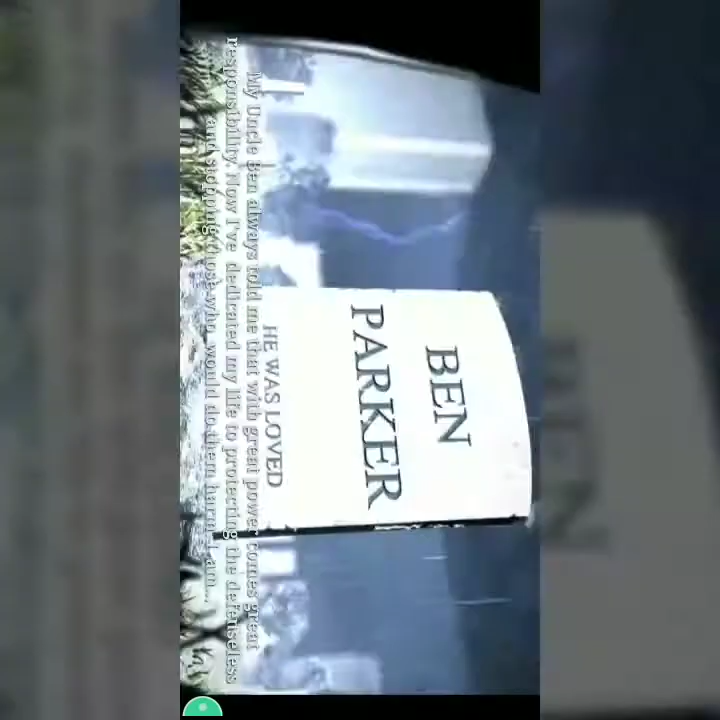 BEN
PARKER
HE WAS LOVED
My Uncle Ben always told me that with great power comes great
responsibility. Now I've dedicated my life to protecting the defenseless
and stopping those who would do them harm. I am...